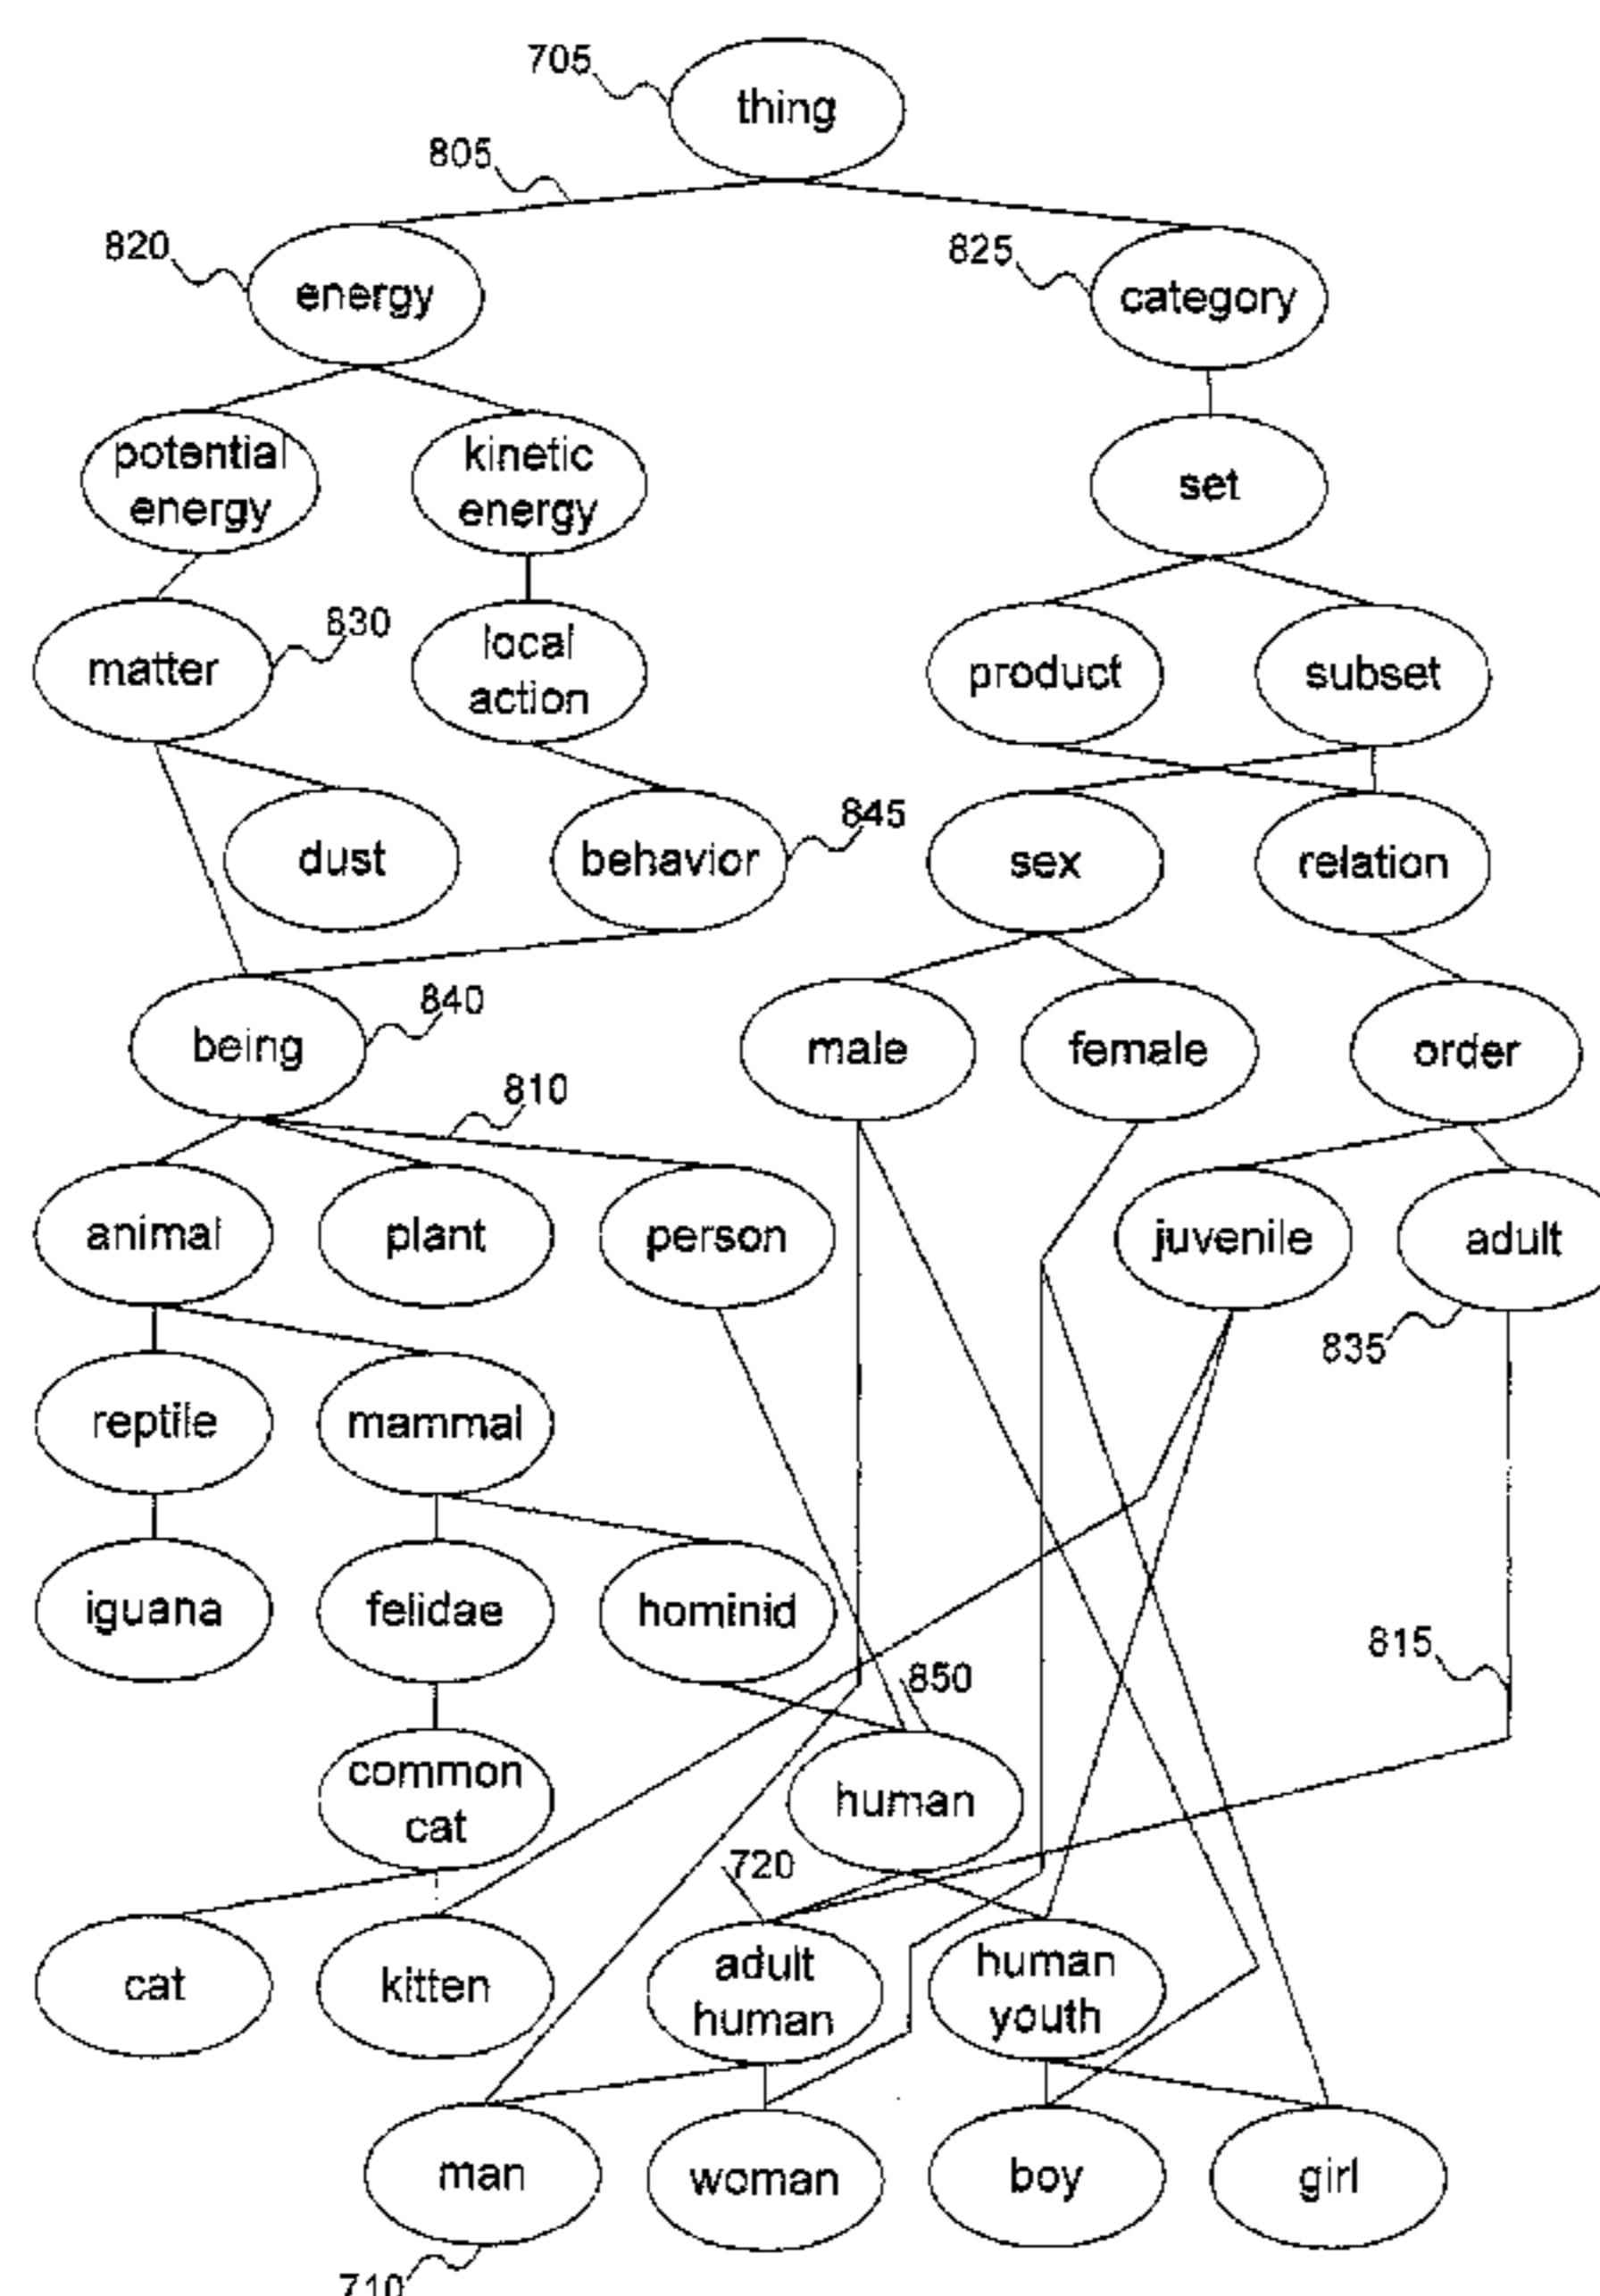 705
thing
805
820
energy
825
category
potential
energy
kinetic
energy
set
matter
830
local
action
product
subset
dust
behavior
845
sex
relation
being
840
male
female
order
810
animal
plant
person
juvenile
adult
835
reptile
mammal
iguana
felidae
hominid
815
850
common
cat
human
720
cat
kitten
adult
human
human
youth
man
woman
boy
girl
710